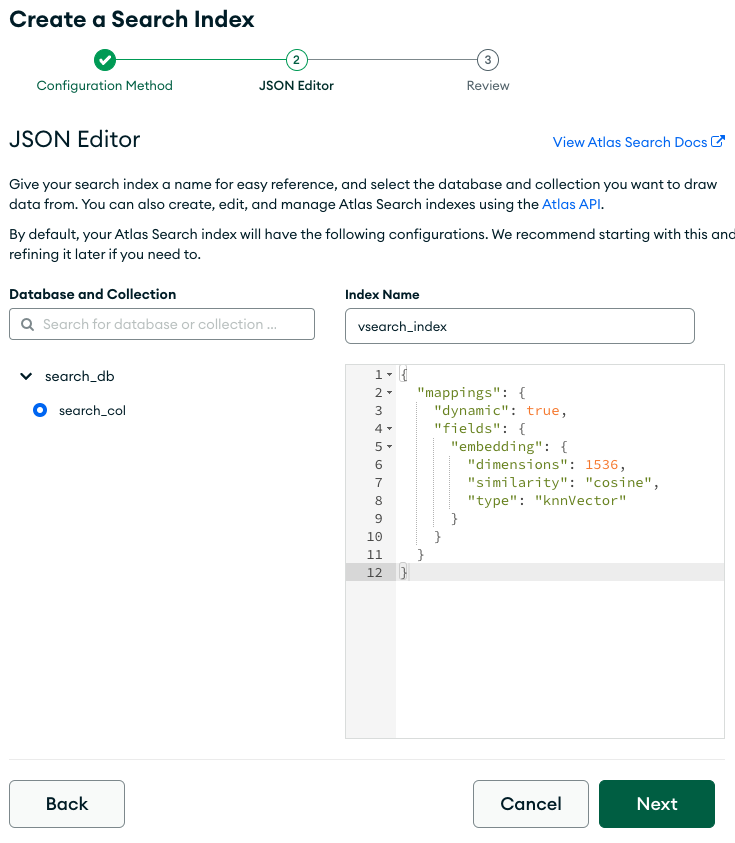 Create a Search Index
2
3
Configuration Method
JSON Editor
Review
JSON Editor
View Atlas Search Docs
Give your search index a name for easy reference, and select the database and collection you want to draw
data from. You can also create, edit, and manage Atlas Search indexes using the Atlas API.
By default, your Atlas Search index will have the following configurations. We recommend starting with this and
refining it later if you need to.
Database and Collection
Search for database or collection ...
search_db
search_col
Index Name
vsearch_index
1 {
2 "mappings": {
3 "dynamic": true,
4 "fields": {
5 "embedding": {
6 "dimensions": 1536,
7 "similarity": "cosine",
8 "type": "knnVector"
9 }
10 }
11 }
12 }
Back
Cancel
Next